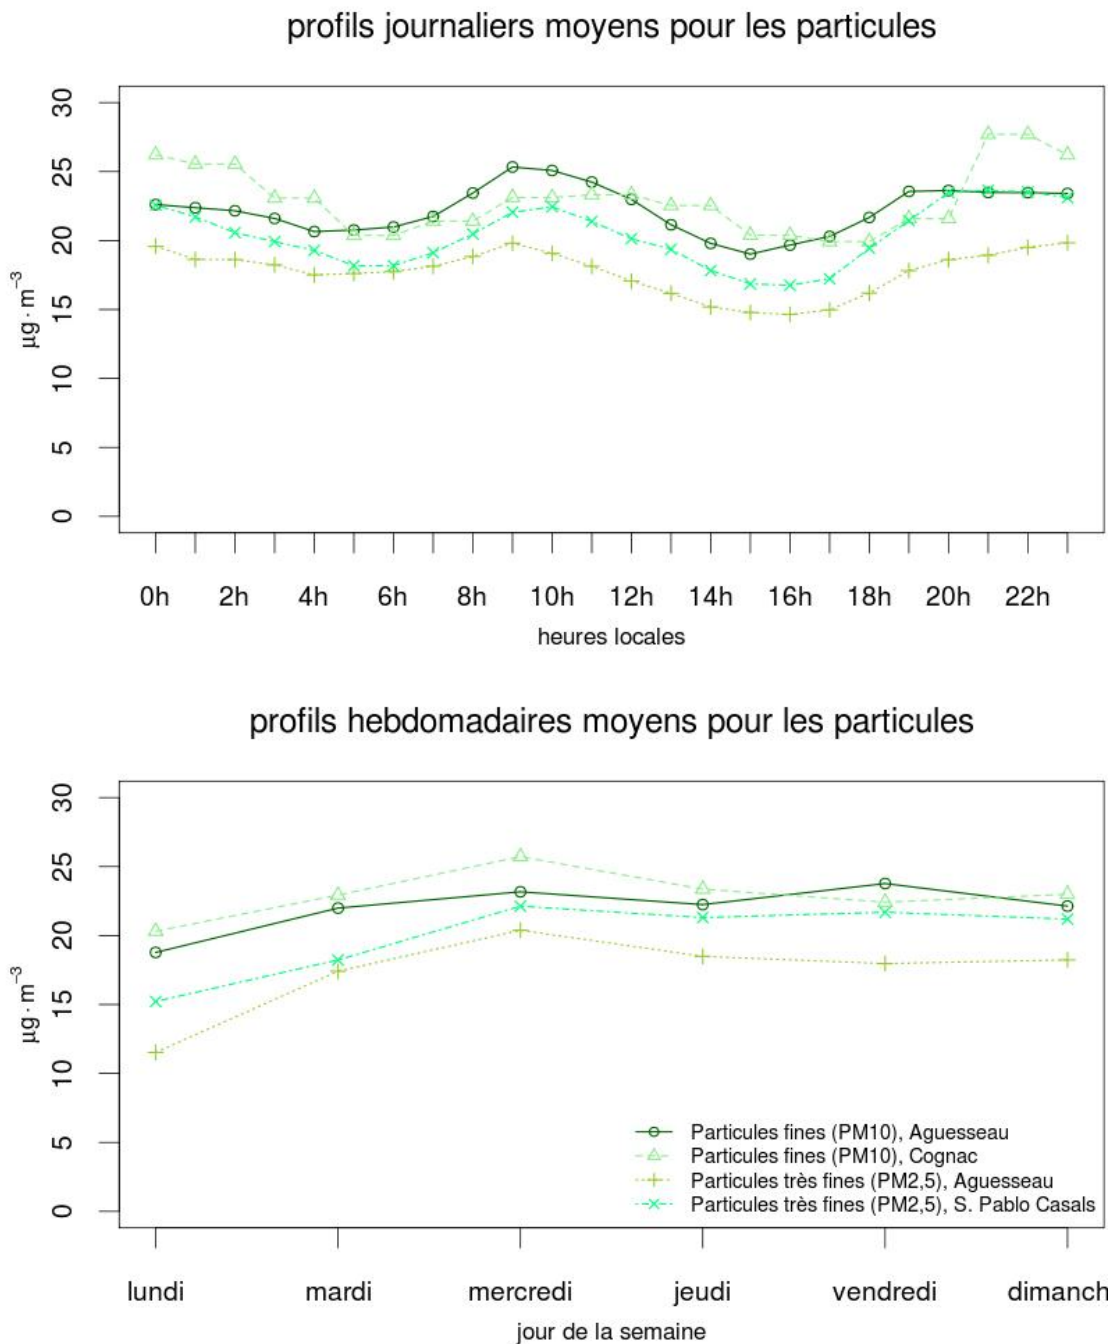 profils journaliers moyens pour les particules
30
25
20
15
10
5
0
µg·m⁻³
0h 2h 4h 6h 8h 10h 12h 14h 16h 18h 20h 22h
heures locales
profils hebdomadaires moyens pour les particules
30
25
20
15
10
5
0
µg·m⁻³
Particules fines (PM10), Aguesseau
Particules fines (PM10), Cognac
Particules très fines (PM2,5), Aguesseau
Particules très fines (PM2,5), S. Pablo Casals
lundi mardi mercredi jeudi vendredi dimanch
jour de la semaine